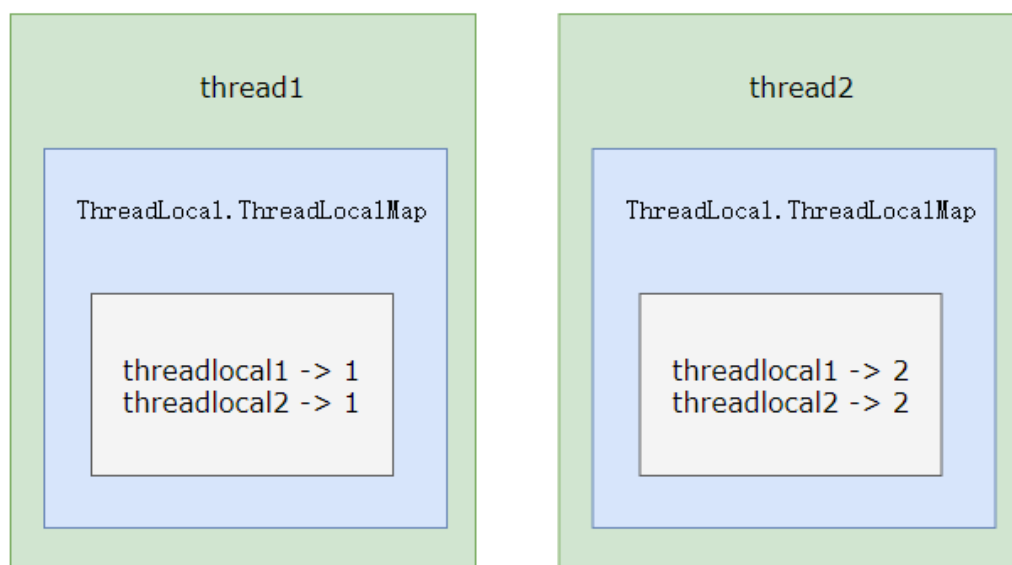 thread1
ThreadLocal.ThreadLocalMap
threadlocal1 -> 1
threadlocal2 -> 1
thread2
ThreadLocal.ThreadLocalMap
threadlocal1 -> 2
threadlocal2 -> 2